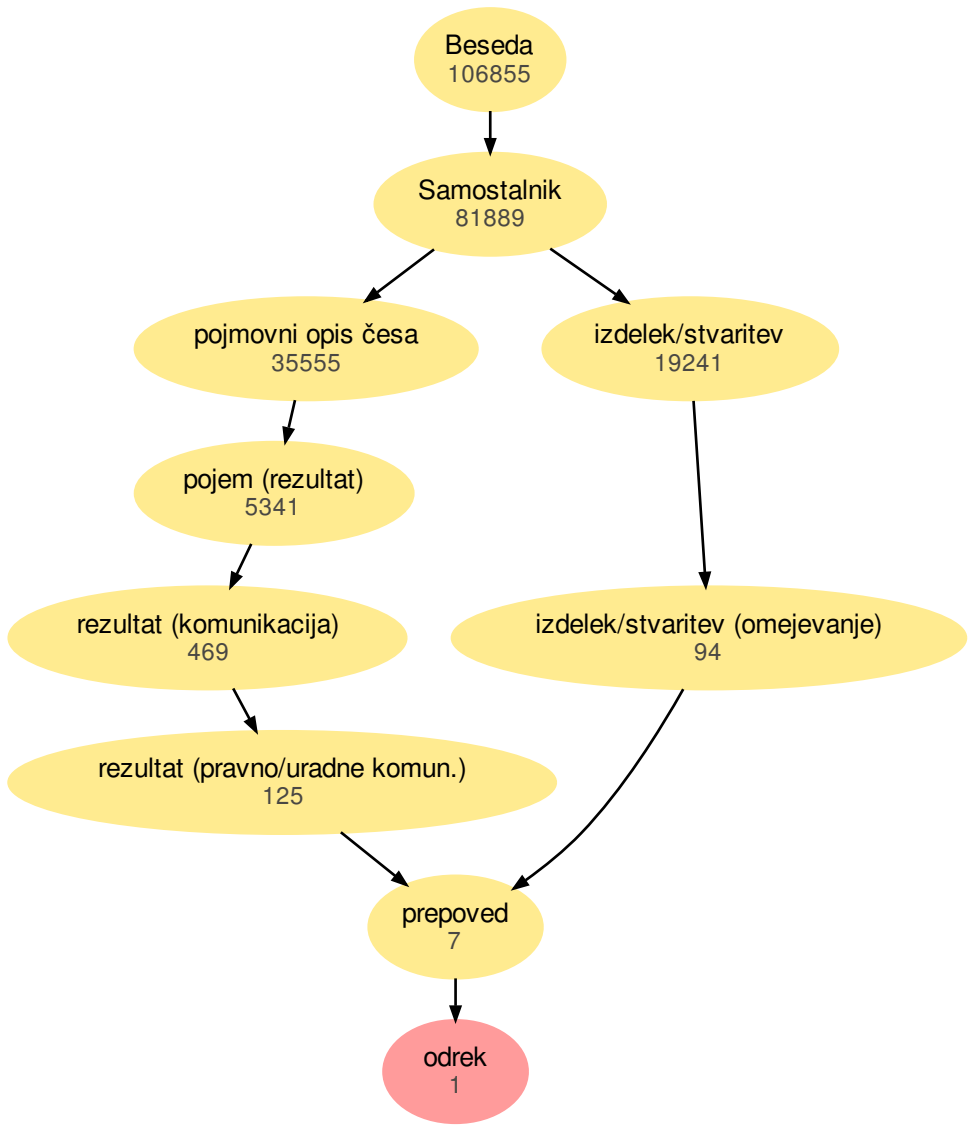 Beseda
106855
Samostalnik
81889
pojmovni opis česa
35555
izdelek/stvaritev
19241
pojem (rezultat)
5341
rezultat (komunikacija)
469
izdelek/stvaritev (omejevanje)
94
rezultat (pravno/uradne komun.)
125
prepoved
7
odrek
1